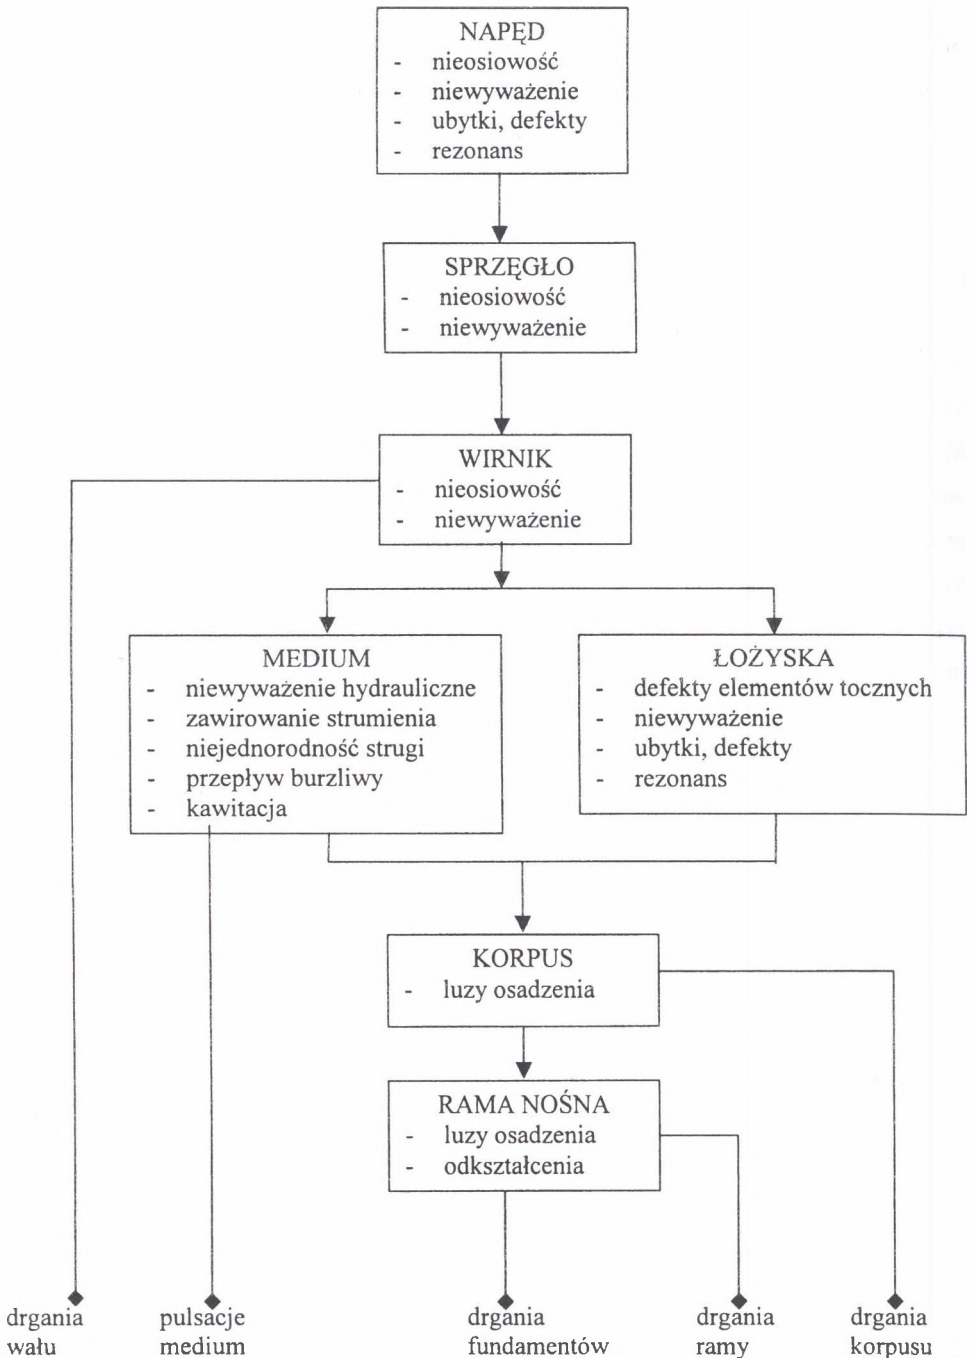 NAPĘD
- nieosiowość
- niewyważenie
- ubytki, defekty
- rezonans
SPRZĘGŁO
- nieosiowość
- niewyważenie
WIRNIK
- nieosiowość
- niewyważenie
MEDIUM
- niewyważenie hydrauliczne
- zawirowanie strumienia
- niejednorodność strugi
- przepływ burzliwy
- kawitacja
ŁOŻYSKA
- defekty elementów tocznych
- niewyważenie
- ubytki, defekty
- rezonans
KORPUS
- luzy osadzenia
RAMA NOŚNA
- luzy osadzenia
- odkształcenia
drgania
wału
pulsacje
medium
drgania
fundamentów
drgania
ramy
drgania
korpusu